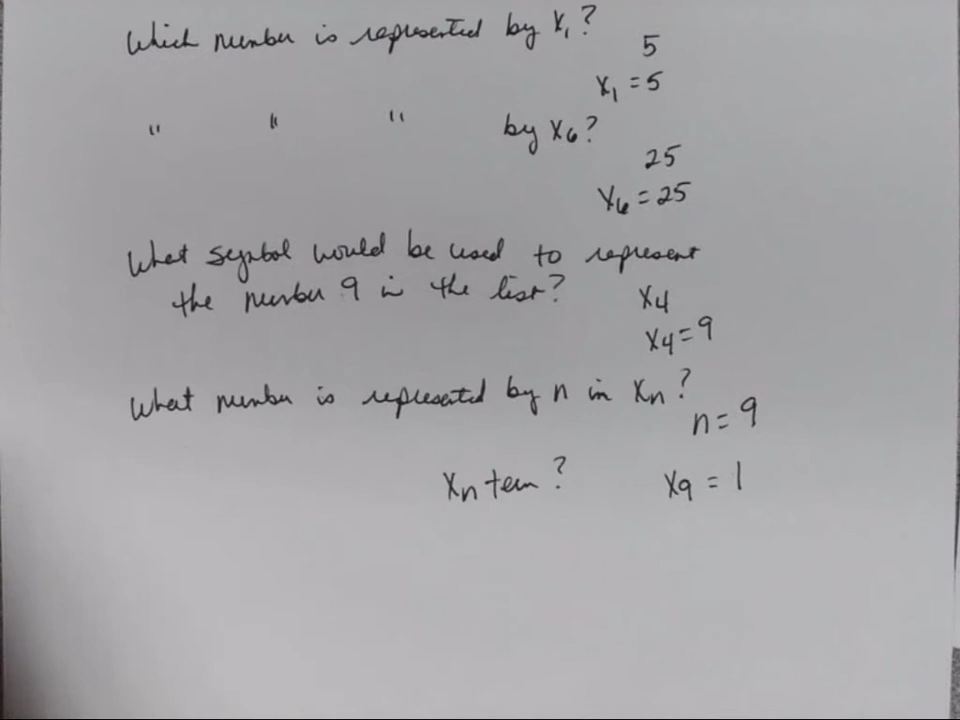 Which number is represented by x₁?
5
x₁ = 5
" " " by x₆?
25
x₆ = 25
What symbol would be used to represent
the number 9 in the list?
x₄
x₄ = 9
What number is represented by n in xₙ?
n = 9
xₙ term? x₉ = 1